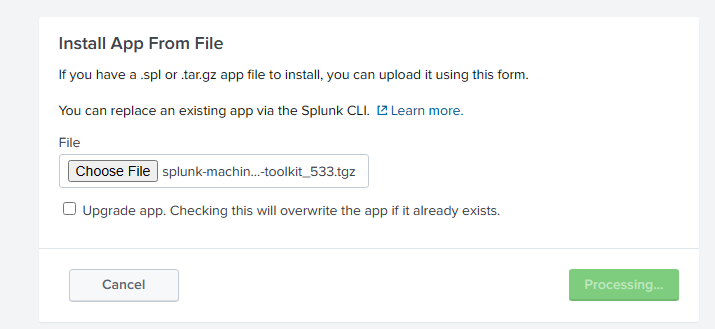 Install App From File
If you have a .spl or .tar.gz app file to install, you can upload it using this form.
You can replace an existing app via the Splunk CLI. Learn more.
File
Choose File splunk-machin...-toolkit_533.tgz
Upgrade app. Checking this will overwrite the app if it already exists.
Cancel Processing...